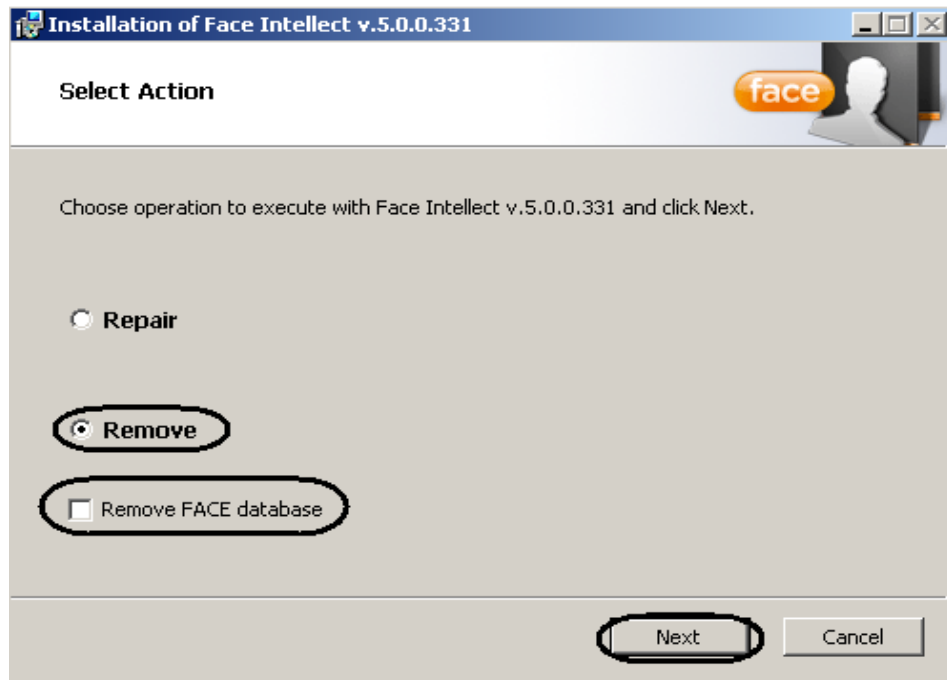 Installation of Face Intellect v.5.0.0.331
Select Action
face
Choose operation to execute with Face Intellect v.5.0.0.331 and click Next.
Repair
Remove
Remove FACE database
Next Cancel